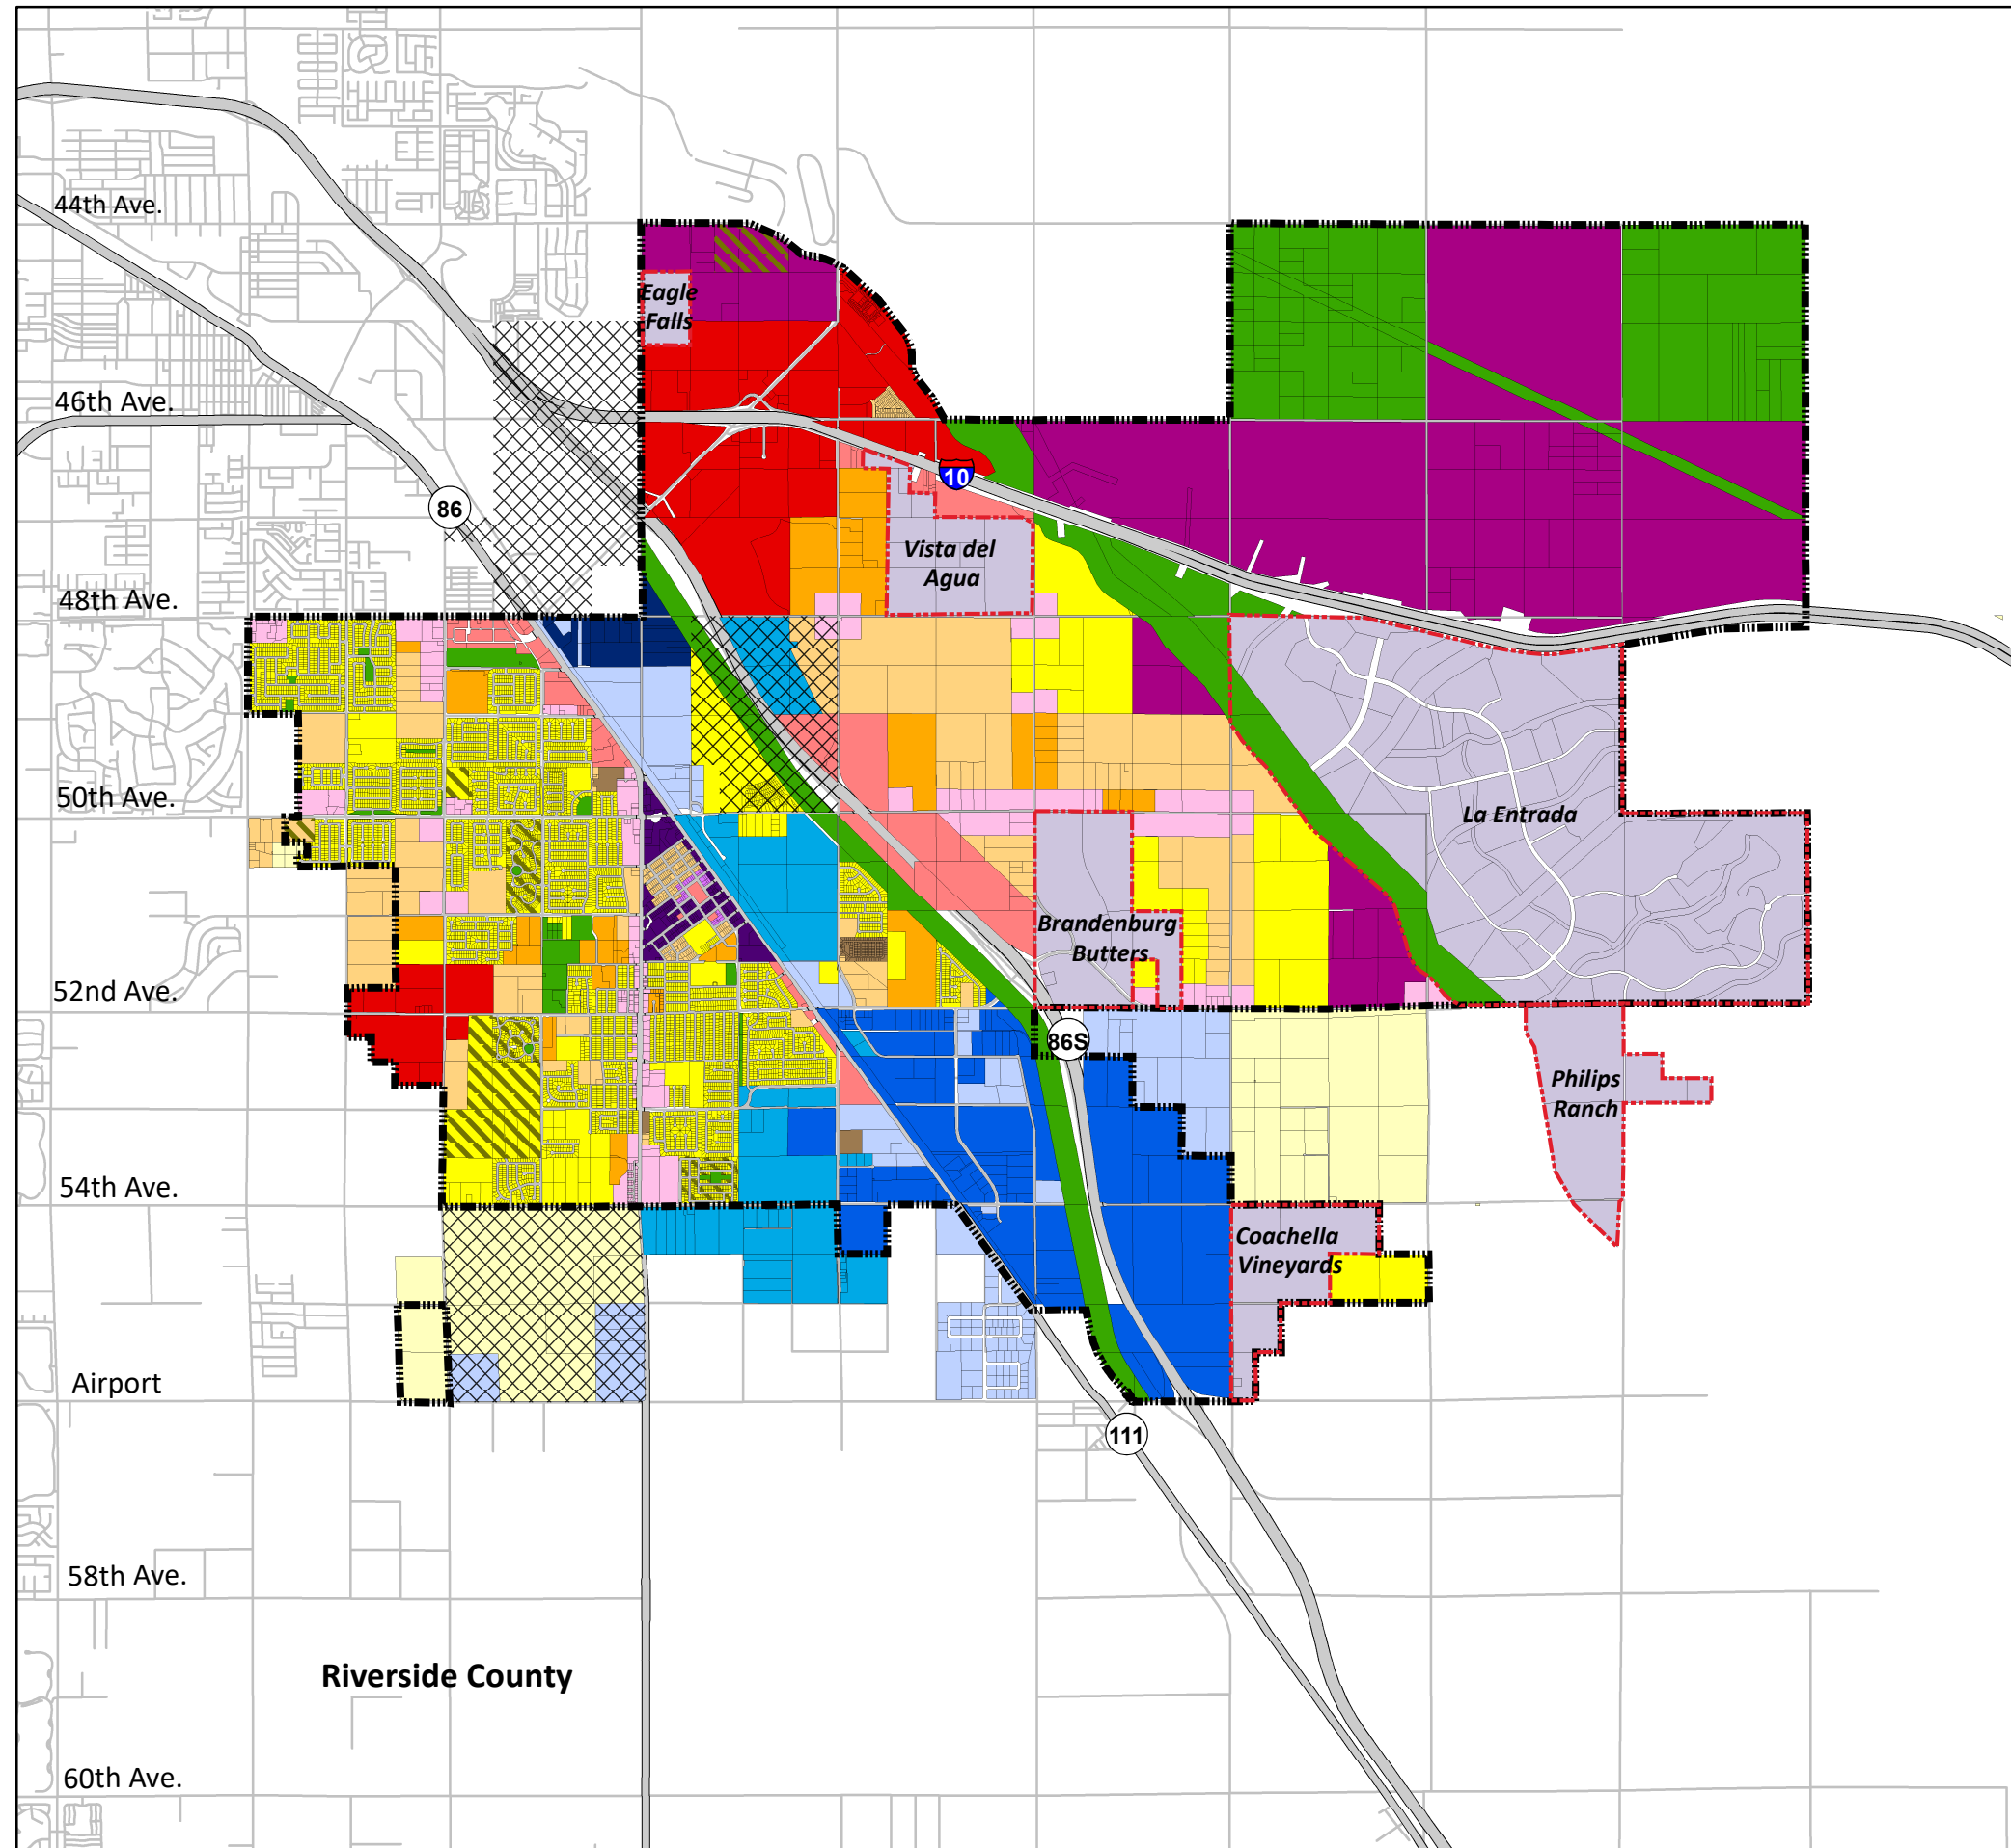 44th Ave.
Eagle
Falls
46th Ave.
10
86
Vista del
Agua
48th Ave.
50th Ave.
La Entrada
Brandenburg
Butters
52nd Ave.
86S
Philips
Ranch
54th Ave.
Coachella
Vineyards
Airport
111
58th Ave.
Riverside County
60th Ave.